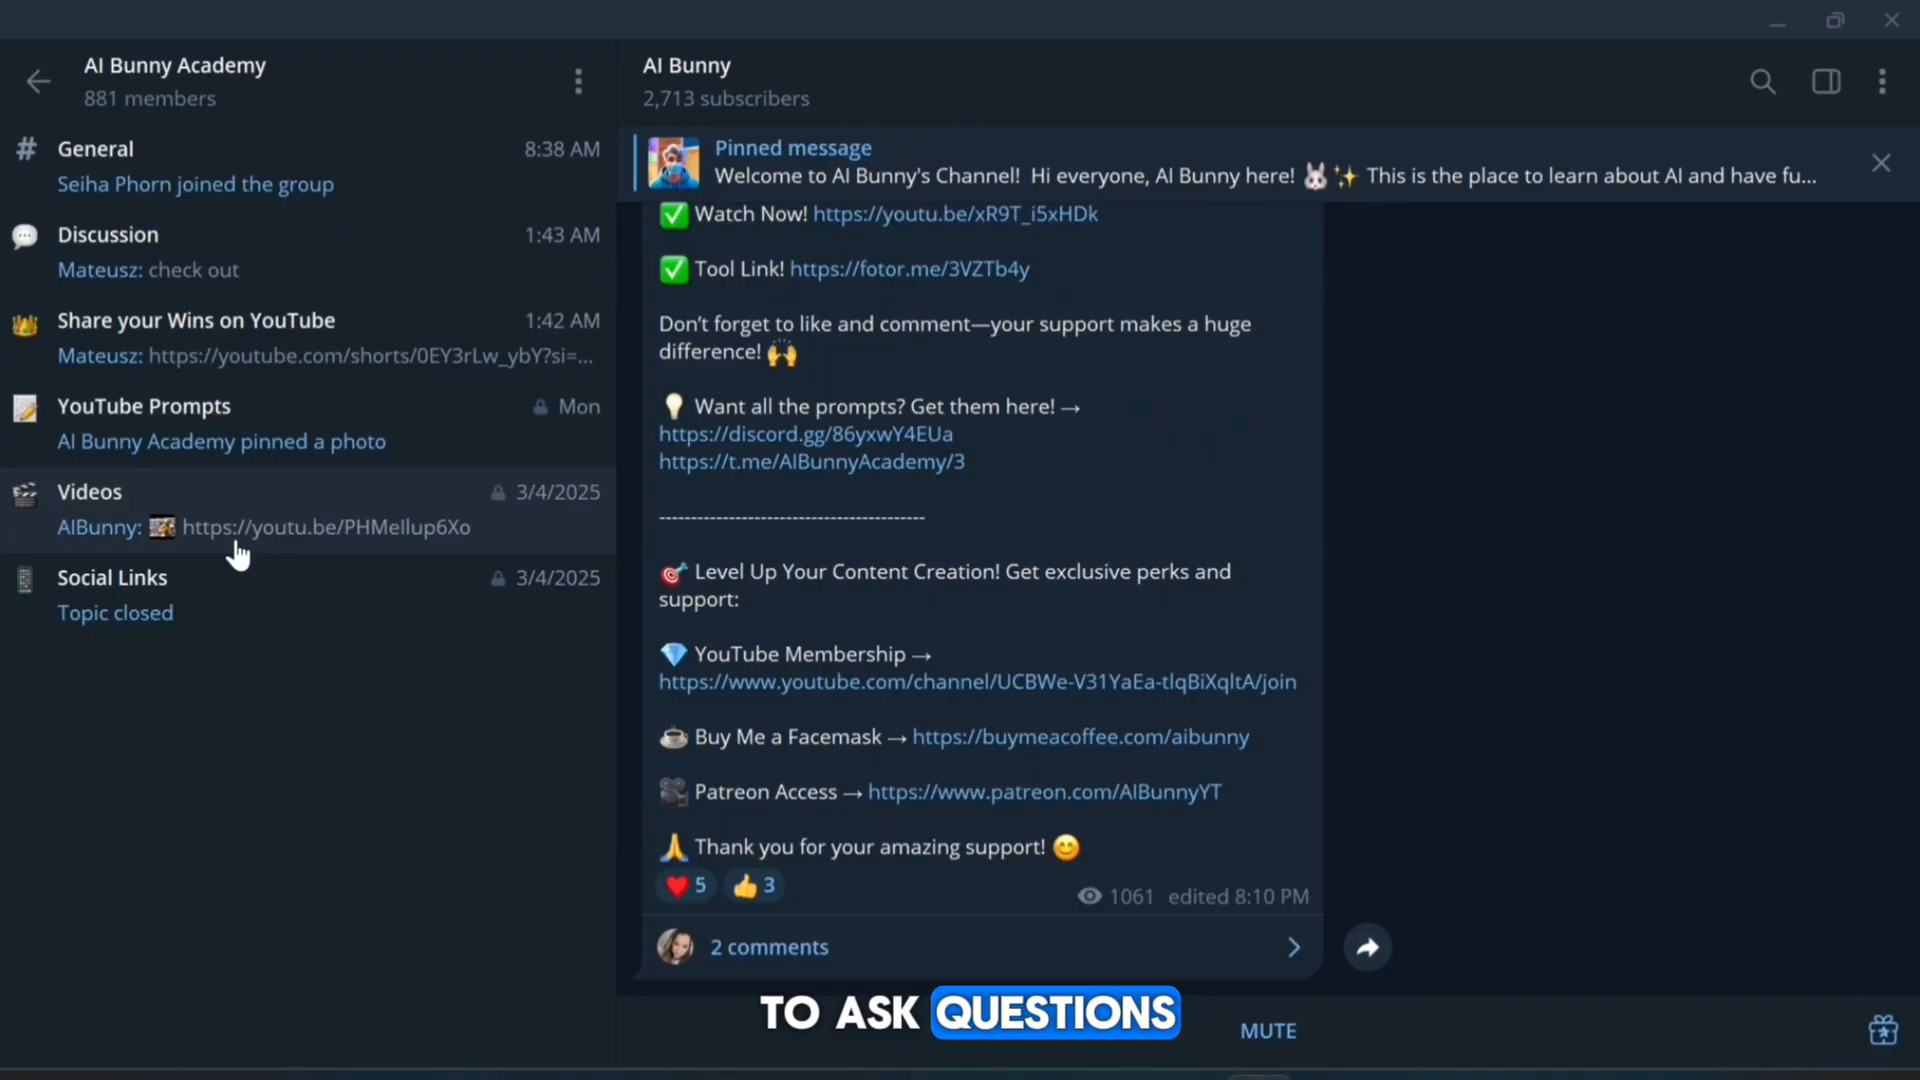 AI Bunny Academy
881 members
# General 8:38 AM
Seiha Phorn joined the group
Discussion 1:43 AM
Mateusz: check out
Share your Wins on YouTube 1:42 AM
Mateusz: https://youtube.com/shorts/0EY3rLw_ybY?si=...
YouTube Prompts Mon
AI Bunny Academy pinned a photo
Videos 3/4/2025
AIBunny: https://youtu.be/PHMeIlup6Xo
Social Links 3/4/2025
Topic closed
AI Bunny
2,713 subscribers
Pinned message
Welcome to AI Bunny's Channel! Hi everyone, AI Bunny here! 🐰✨ This is the place to learn about AI and have fu...
✅ Watch Now! https://youtu.be/xR9T_i5xHDk
✅ Tool Link! https://fotor.me/3VZTb4y
Don't forget to like and comment—your support makes a huge
difference! 🙌
💡 Want all the prompts? Get them here! →
https://discord.gg/86yxwY4EUa
https://t.me/AIBunnyAcademy/3
----------------------------------------
🎯 Level Up Your Content Creation! Get exclusive perks and
support:
💎 YouTube Membership →
https://www.youtube.com/channel/UCBWe-V31YaEa-tlqBiXqltA/join
☕ Buy Me a Facemask → https://buymeacoffee.com/aibunny
🎥 Patreon Access → https://www.patreon.com/AIBunnyYT
🙏 Thank you for your amazing support! 😊
❤️ 5 👍 3
1061 edited 8:10 PM
2 comments
TO ASK QUESTIONS
MUTE